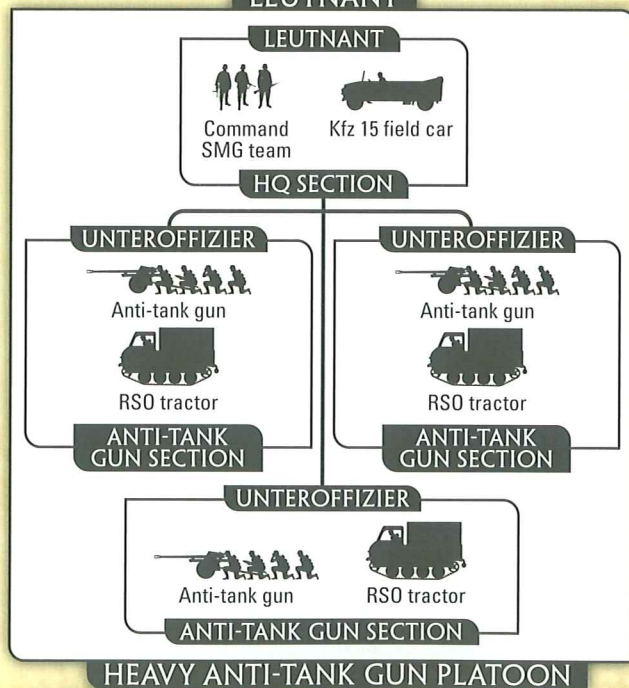 LEUTNANT
LEUTNANT
Command
SMG team
Kfz 15 field car
HQ SECTION
UNTEROFFIZIER
Anti-tank gun
RSO tractor
ANTI-TANK
GUN SECTION
UNTEROFFIZIER
Anti-tank gun
RSO tractor
ANTI-TANK
GUN SECTION
UNTEROFFIZIER
Anti-tank gun
RSO tractor
ANTI-TANK GUN SECTION
HEAVY ANTI-TANK GUN PLATOON